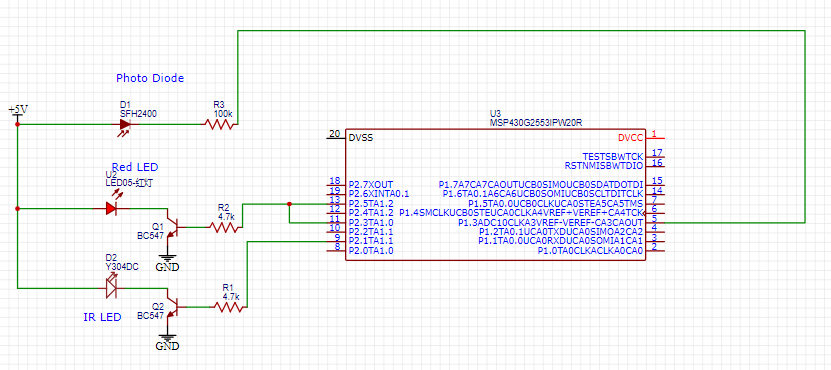 Photo Diode
+5V
D1
SFH2400
R3
100k
U3
MSP430G2553IPW20R
20 DVSS
DVCC 1
TESTSBWTCK 17
RSTNMISBWTDIO 16
Red LED
U2
18 P2.7XOUT
P1.7A7CA7CAOUTUCB0SIMOUCB0SDATDOTDI 15
19 P2.6XINTA0.1
P1.6TA0.1A6CA6UCB0SOMIUCB0SCLTDITCLK 14
13 P2.5TA1.2
P1.5TA0.0UCB0CLKUCA0STEA5CA5TMS 7
12 P2.4TA1.2
P1.4SMCLKUCB0STEUCA0CLKA4VREF+VEREF+CA4TCK 6
11 P2.3TA1.0
P1.3ADC10CLKA3VREF-VEREF-CA3CAOUT 5
10 P2.2TA1.1
P1.2TA0.1UCA0TXDUCA0SIMOA2CA2 4
9 P2.1TA1.1
P1.1TA0.0UCA0RXDUCA0SOMIA1CA1 3
8 P2.0TA1.0
P1.0TA0CLKACLKA0CA0 2
R2
4.7k
Q1
BC547
GND
D2
Y304DC
R1
4.7k
Q2
BC547
IR LED
GND